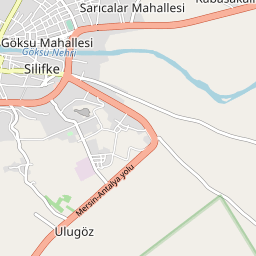 Sarıcalar Mahallesi
Göksu Mahallesi
Göksu Nehri
Silifke
Mersin-Antalya yolu
Ulugöz